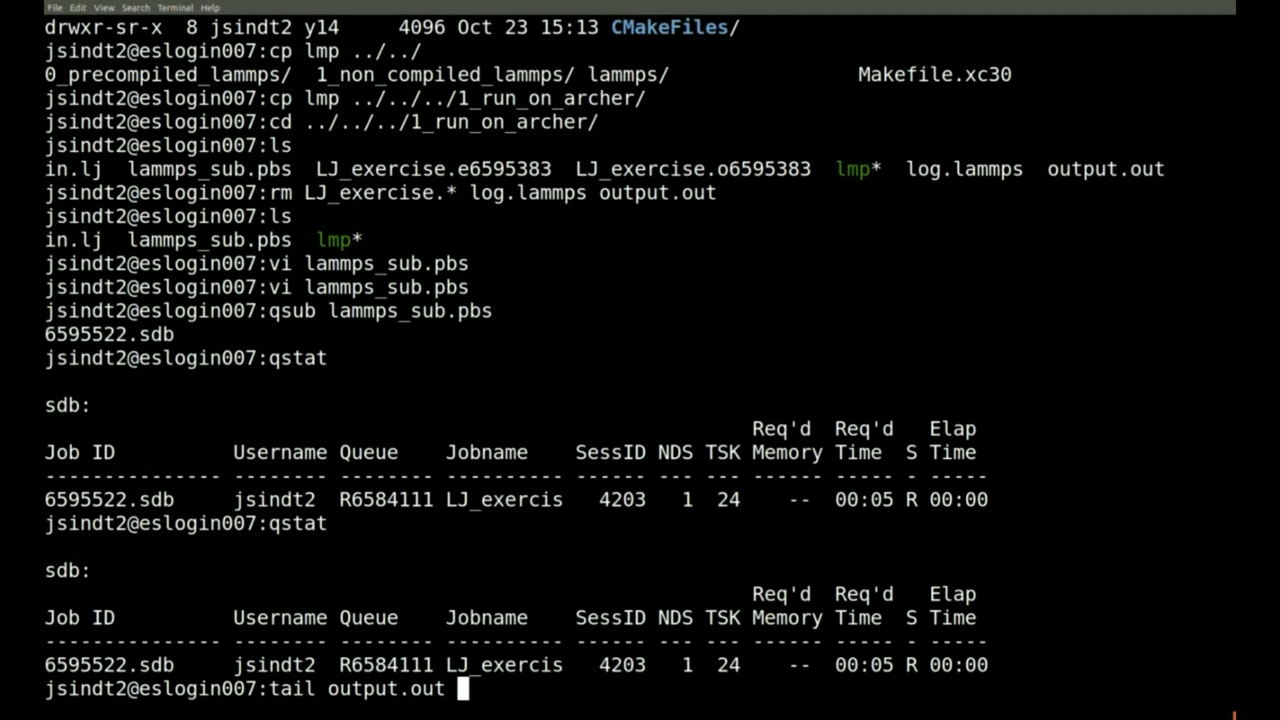 File Edit View Search Terminal Help
drwxr-sr-x  8 jsindt2 y14     4096 Oct 23 15:13 CMakeFiles/
jsindt2@eslogin007:cp lmp ../../
0_precompiled_lammps/  1_non_compiled_lammps/ lammps/                Makefile.xc30
jsindt2@eslogin007:cp lmp ../../../1_run_on_archer/
jsindt2@eslogin007:cd ../../../1_run_on_archer/
jsindt2@eslogin007:ls
in.lj  lammps_sub.pbs  LJ_exercise.e6595383  LJ_exercise.o6595383  lmp*  log.lammps  output.out
jsindt2@eslogin007:rm LJ_exercise.* log.lammps output.out
jsindt2@eslogin007:ls
in.lj  lammps_sub.pbs  lmp*
jsindt2@eslogin007:vi lammps_sub.pbs
jsindt2@eslogin007:vi lammps_sub.pbs
jsindt2@eslogin007:qsub lammps_sub.pbs
6595522.sdb
jsindt2@eslogin007:qstat
sdb:
                                                            Req'd  Req'd   Elap
Job ID          Username Queue    Jobname    SessID NDS TSK Memory Time  S Time
--------------- -------- -------- ---------- ------ --- --- ------ ----- - -----
6595522.sdb     jsindt2  R6584111 LJ_exercis   4203   1  24    --  00:05 R 00:00
jsindt2@eslogin007:qstat
sdb:
                                                            Req'd  Req'd   Elap
Job ID          Username Queue    Jobname    SessID NDS TSK Memory Time  S Time
--------------- -------- -------- ---------- ------ --- --- ------ ----- - -----
6595522.sdb     jsindt2  R6584111 LJ_exercis   4203   1  24    --  00:05 R 00:00
jsindt2@eslogin007:tail output.out